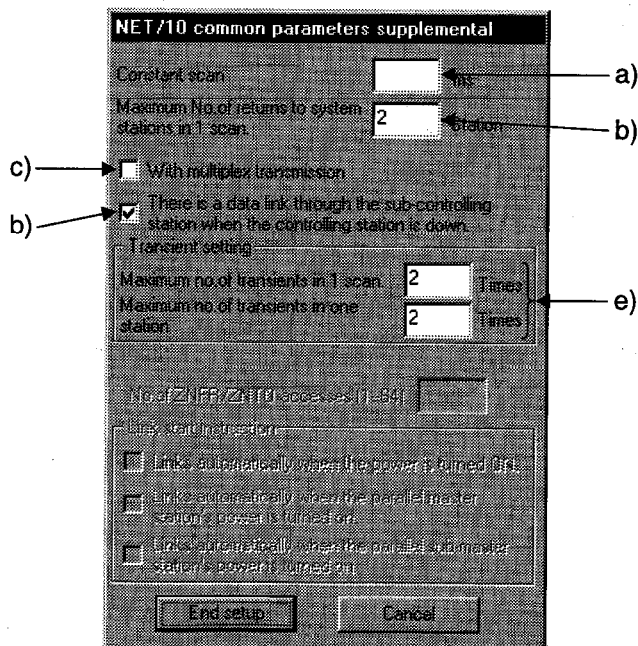 NET/10 common parameters supplemental
Constant scan ms a)
Maximum No.of returns to system
stations in 1 scan. 2 Station b)
c) With multiplex transmission
b) There is a data link through the sub-controlling
station when the controlling station is down.
Transient setting
Maximum no.of transients in 1 scan. 2 Times
Maximum no.of transients in one
station 2 Times e)
No.of ZNFR/ZNTO accesses (1~64)
Link start instruction
Links automatically when the power is turned ON.
Links automatically when the parallel master
station's power is turned on.
Links automatically when the parallel sub-master
station's power is turned on.
End setup Cancel